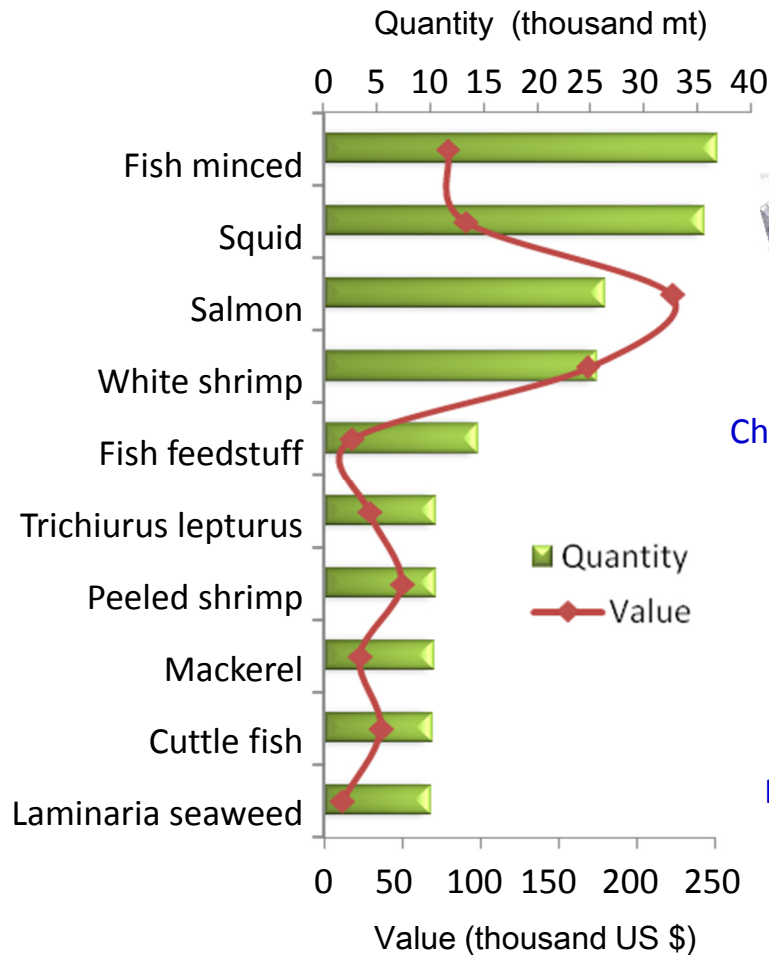 Quantity (thousand mt)
0 5 10 15 20 25 30 35 40
Fish minced
Squid
Salmon
White shrimp
Fish feedstuff
Ch
Trichiurus lepturus
Quantity
Peeled shrimp
Value
Mackerel
Cuttle fish
Laminaria seaweed
0 50 100 150 200 250
Value (thousand US $)